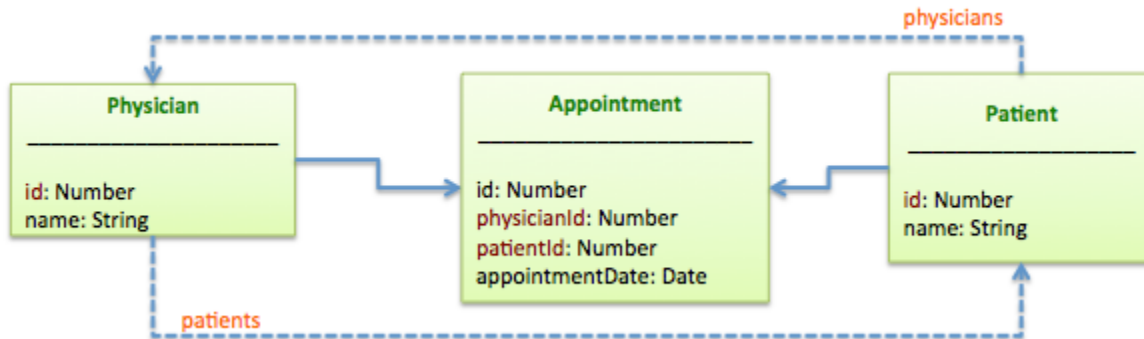 physicians
Physician
id: Number
name: String
Appointment
id: Number
physicianId: Number
patientId: Number
appointmentDate: Date
Patient
id: Number
name: String
patients